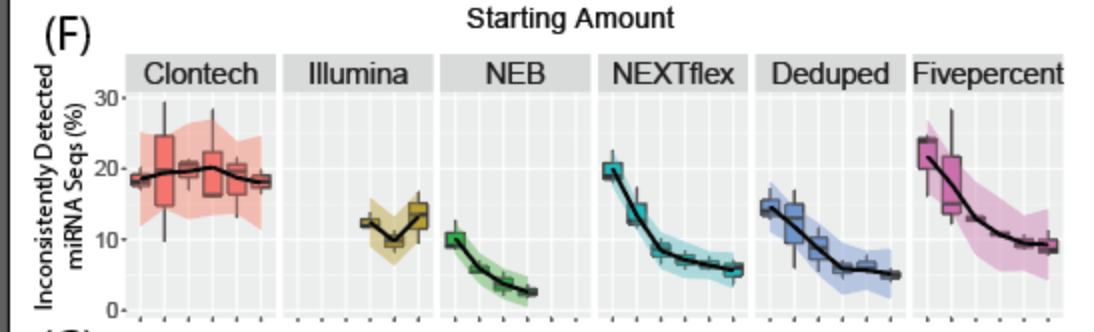 Starting Amount
(F)
Clontech Illumina NEB NEXTflex Deduped Fivepercent
Inconsistently Detected
miRNA Seqs (%)
30
20
10
0